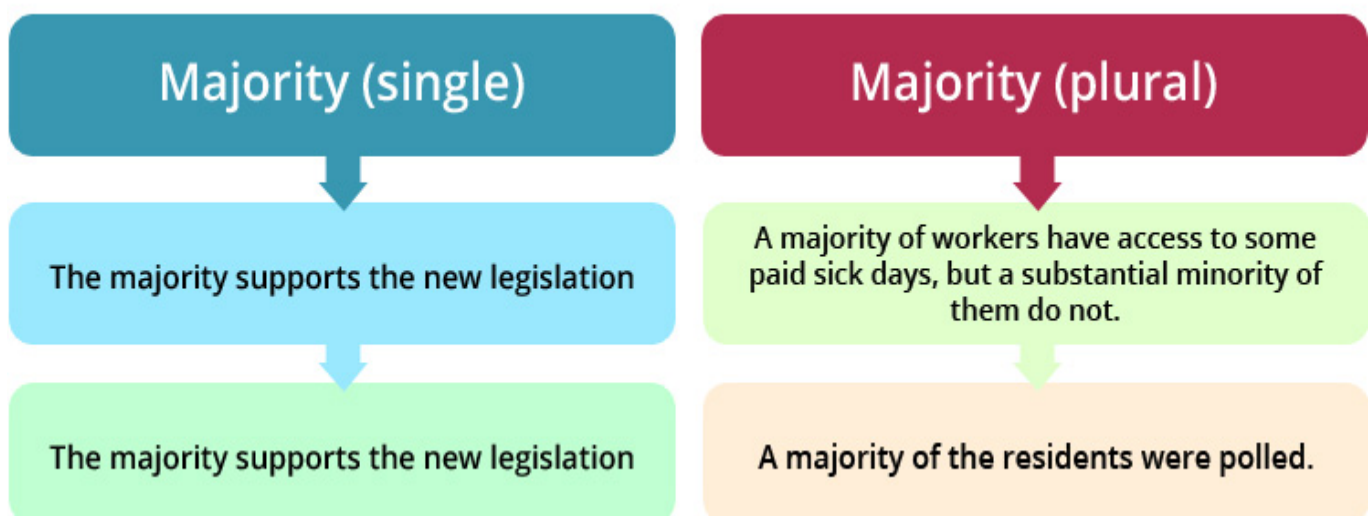 Majority (single)
The majority supports the new legislation
The majority supports the new legislation
Majority (plural)
A majority of workers have access to some
paid sick days, but a substantial minority of
them do not.
A majority of the residents were polled.